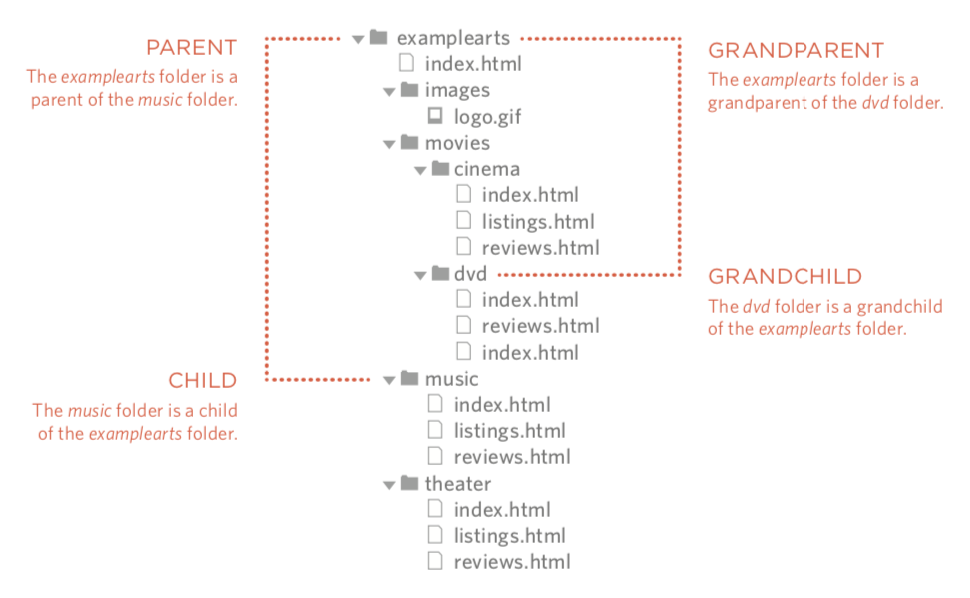 PARENT
The examplearts folder is a
parent of the music folder.
examplearts
index.html
images
logo.gif
movies
cinema
index.html
listings.html
reviews.html
dvd
index.html
reviews.html
index.html
music
index.html
listings.html
reviews.html
theater
index.html
listings.html
reviews.html
GRANDPARENT
The examplearts folder is a
grandparent of the dvd folder.
GRANDCHILD
The dvd folder is a grandchild
of the examplearts folder.
CHILD
The music folder is a child
of the examplearts folder.